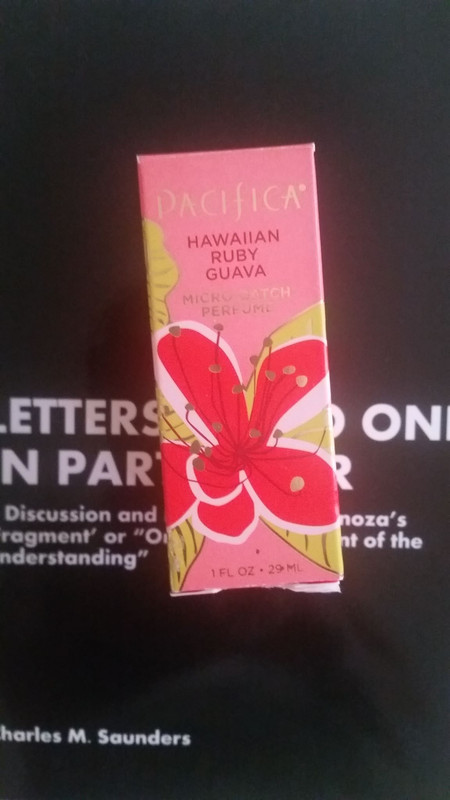 PACIFICA®
HAWAIIAN
RUBY
GUAVA
MICRO-BATCH
PERFUME
1 FL OZ • 29 ML
LETTERS ONE
N PART R
Discussion and noza's
ragment' or "O nt of the
nderstanding"
harles M. Saunders